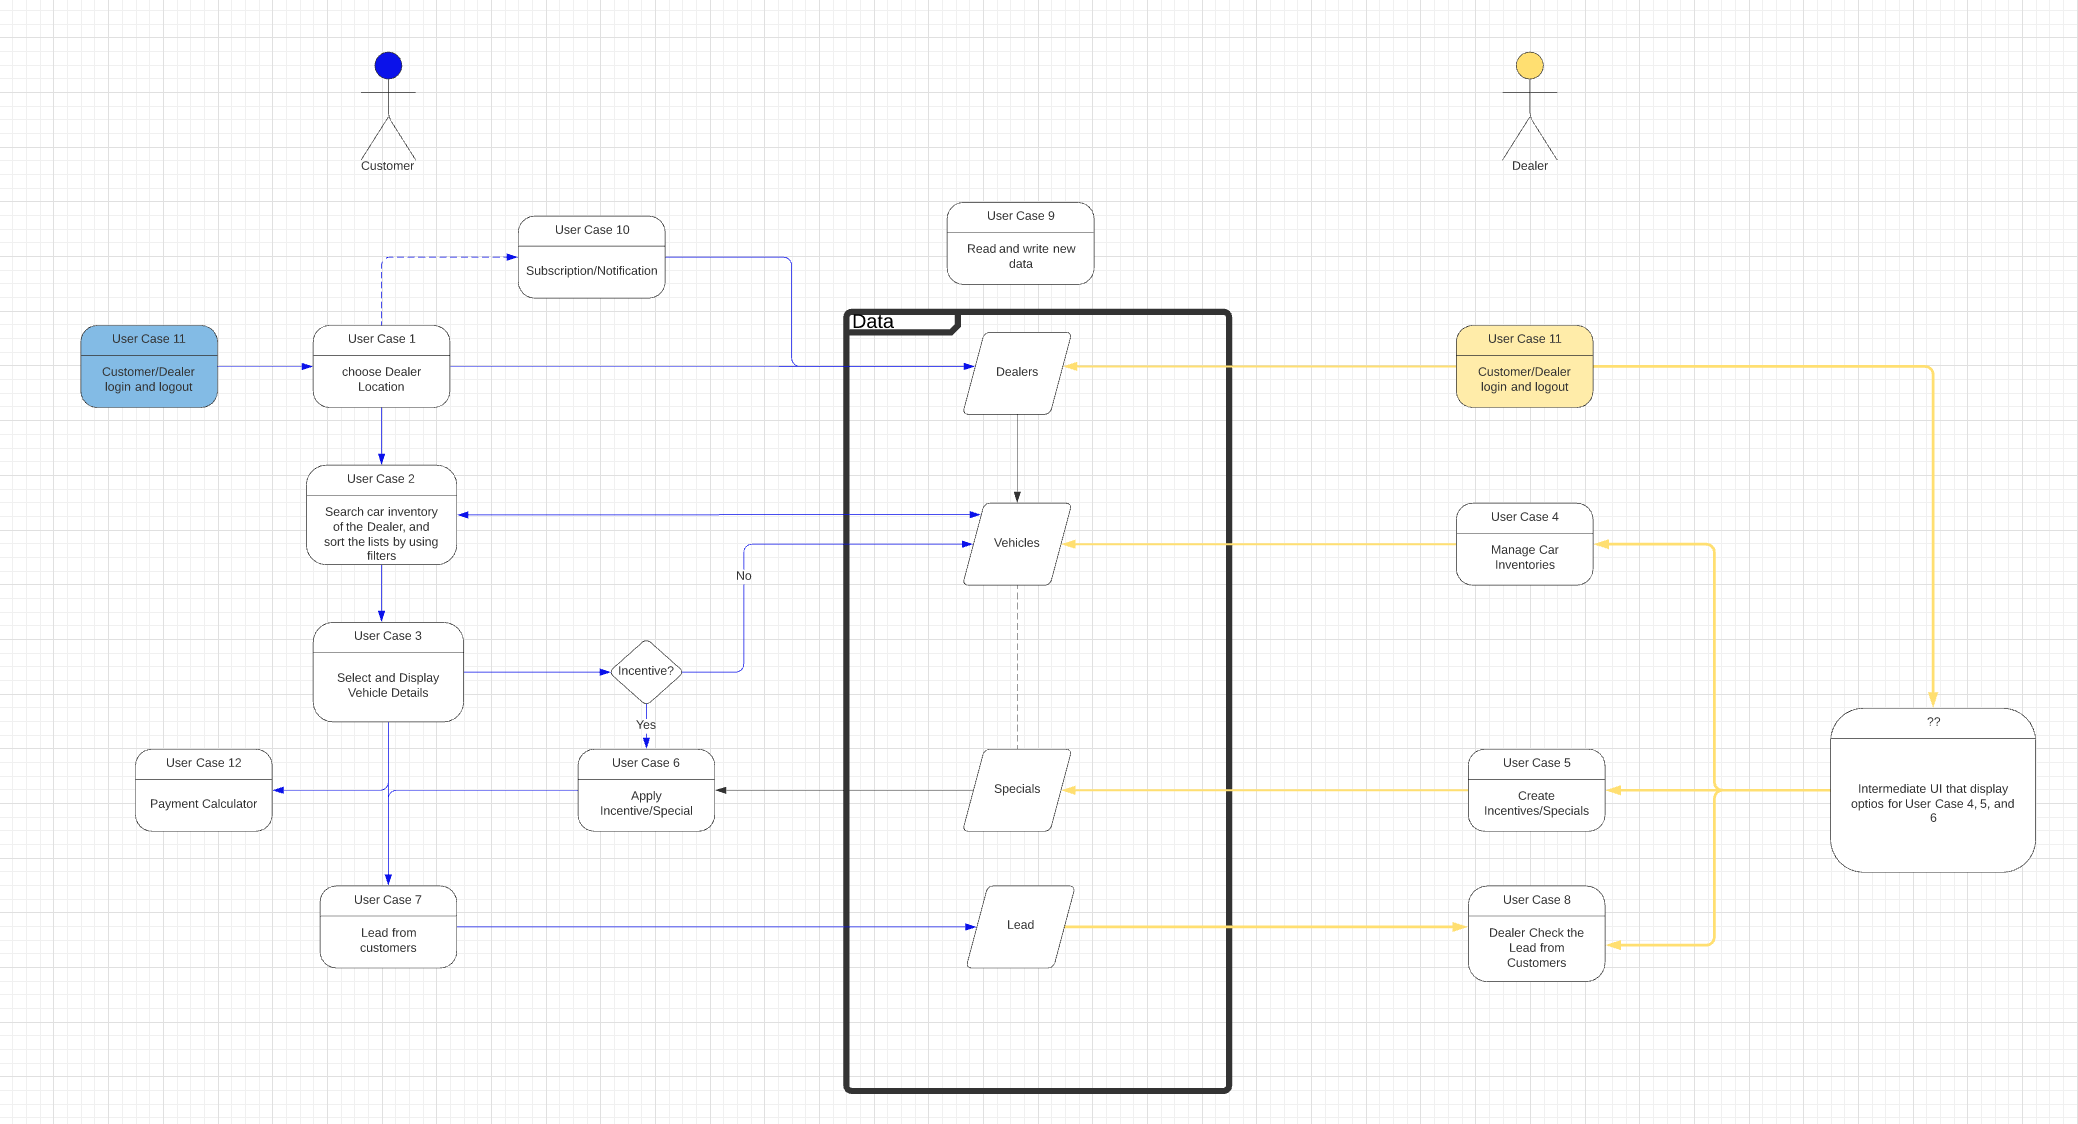 Customer
Dealer
User Case 9
Read and write new
data
User Case 10
Subscription/Notification
Data
User Case 11
Customer/Dealer
login and logout
User Case 1
choose Dealer
Location
Dealers
User Case 11
Customer/Dealer
login and logout
User Case 2
Search car inventory
of the Dealer, and
sort the lists by using
filters
Vehicles
User Case 4
Manage Car
Inventories
No
User Case 3
Select and Display
Vehicle Details
Incentive?
Yes
??
Intermediate UI that display
optios for User Case 4, 5, and
6
User Case 12
Payment Calculator
User Case 6
Apply
Incentive/Special
Specials
User Case 5
Create
Incentives/Specials
User Case 7
Lead from
customers
Lead
User Case 8
Dealer Check the
Lead from
Customers